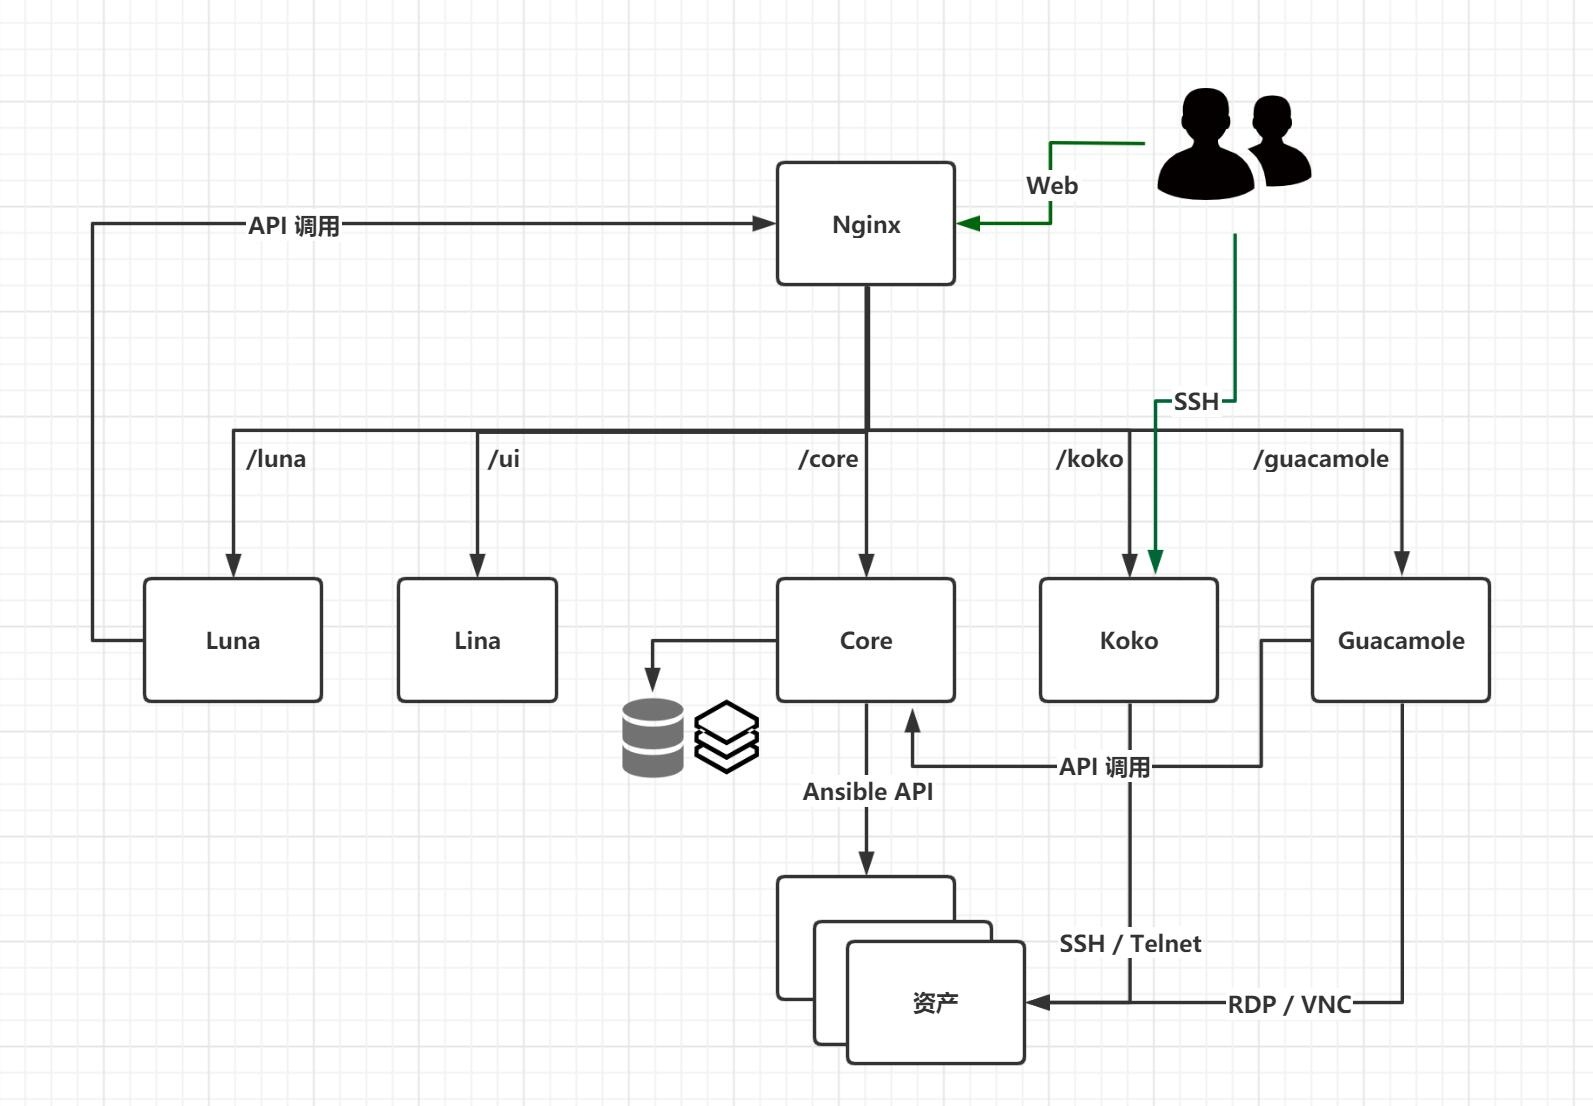 Web
Nginx
API 调用
SSH
/luna
/ui
/core
/koko
/guacamole
Luna
Lina
Core
Koko
Guacamole
API 调用
Ansible API
SSH / Telnet
资产
RDP / VNC